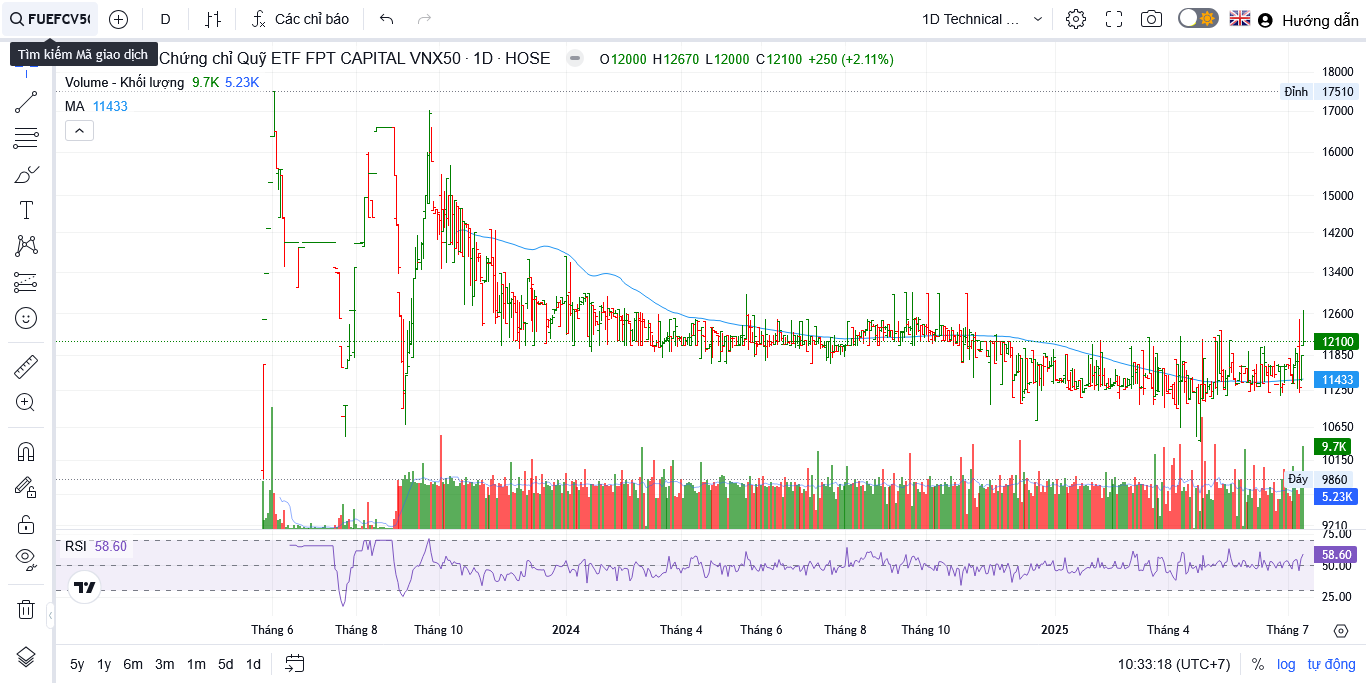 FUEFCV50
D
Các chỉ báo
1D Technical ...
Hướng dẫn
Tìm kiếm Mã giao dịch
Chứng chỉ Quỹ ETF FPT CAPITAL VNX50 · 1D · HOSE
O12000 H12670 L12000 C12100 +250 (+2.11%)
Volume - Khối lượng 9.7K 5.23K
MA 11433
18000
Đỉnh 17510
17000
16000
15000
14200
13400
12600
12100
11850
11433
11250
10650
9.7K
10150
Đáy 9860
5.23K
9210
75.00
RSI 58.60
58.60
50.00
25.00
Tháng 6 Tháng 8 Tháng 10 2024 Tháng 4 Tháng 6 Tháng 8 Tháng 10 2025 Tháng 4 Tháng 7
5y 1y 6m 3m 1m 5d 1d
10:33:18 (UTC+7)
% log tự động